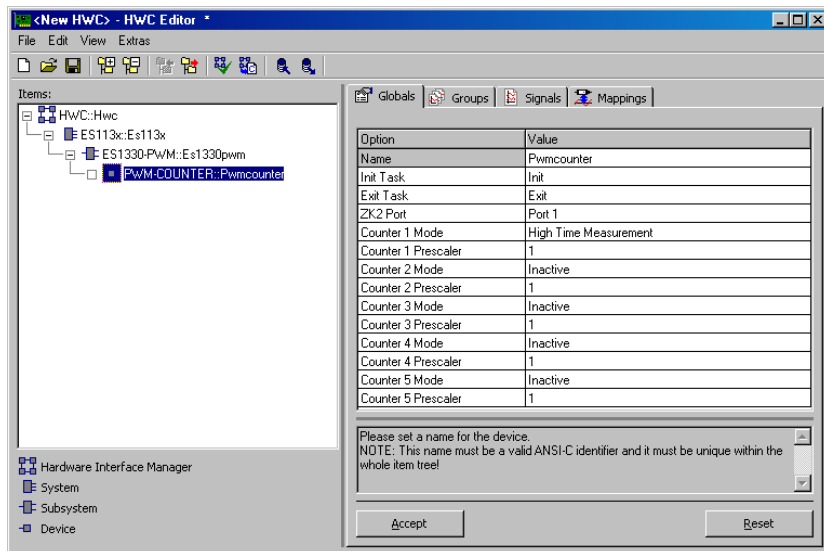 <New HWC> - HWC Editor *
File Edit View Extras
Items:
HWC::Hwc
ES113x::Es113x
ES1330-PWM::Es1330pwm
PWM-COUNTER::Pwmcounter
Hardware Interface Manager
System
Subsystem
Device
Globals Groups Signals Mappings
Option Value
Name Pwmcounter
Init Task Init
Exit Task Exit
ZK2 Port Port 1
Counter 1 Mode High Time Measurement
Counter 1 Prescaler 1
Counter 2 Mode Inactive
Counter 2 Prescaler 1
Counter 3 Mode Inactive
Counter 3 Prescaler 1
Counter 4 Mode Inactive
Counter 4 Prescaler 1
Counter 5 Mode Inactive
Counter 5 Prescaler 1
Please set a name for the device.
NOTE: This name must be a valid ANSI-C identifier and it must be unique within the
whole item tree!
Accept Reset